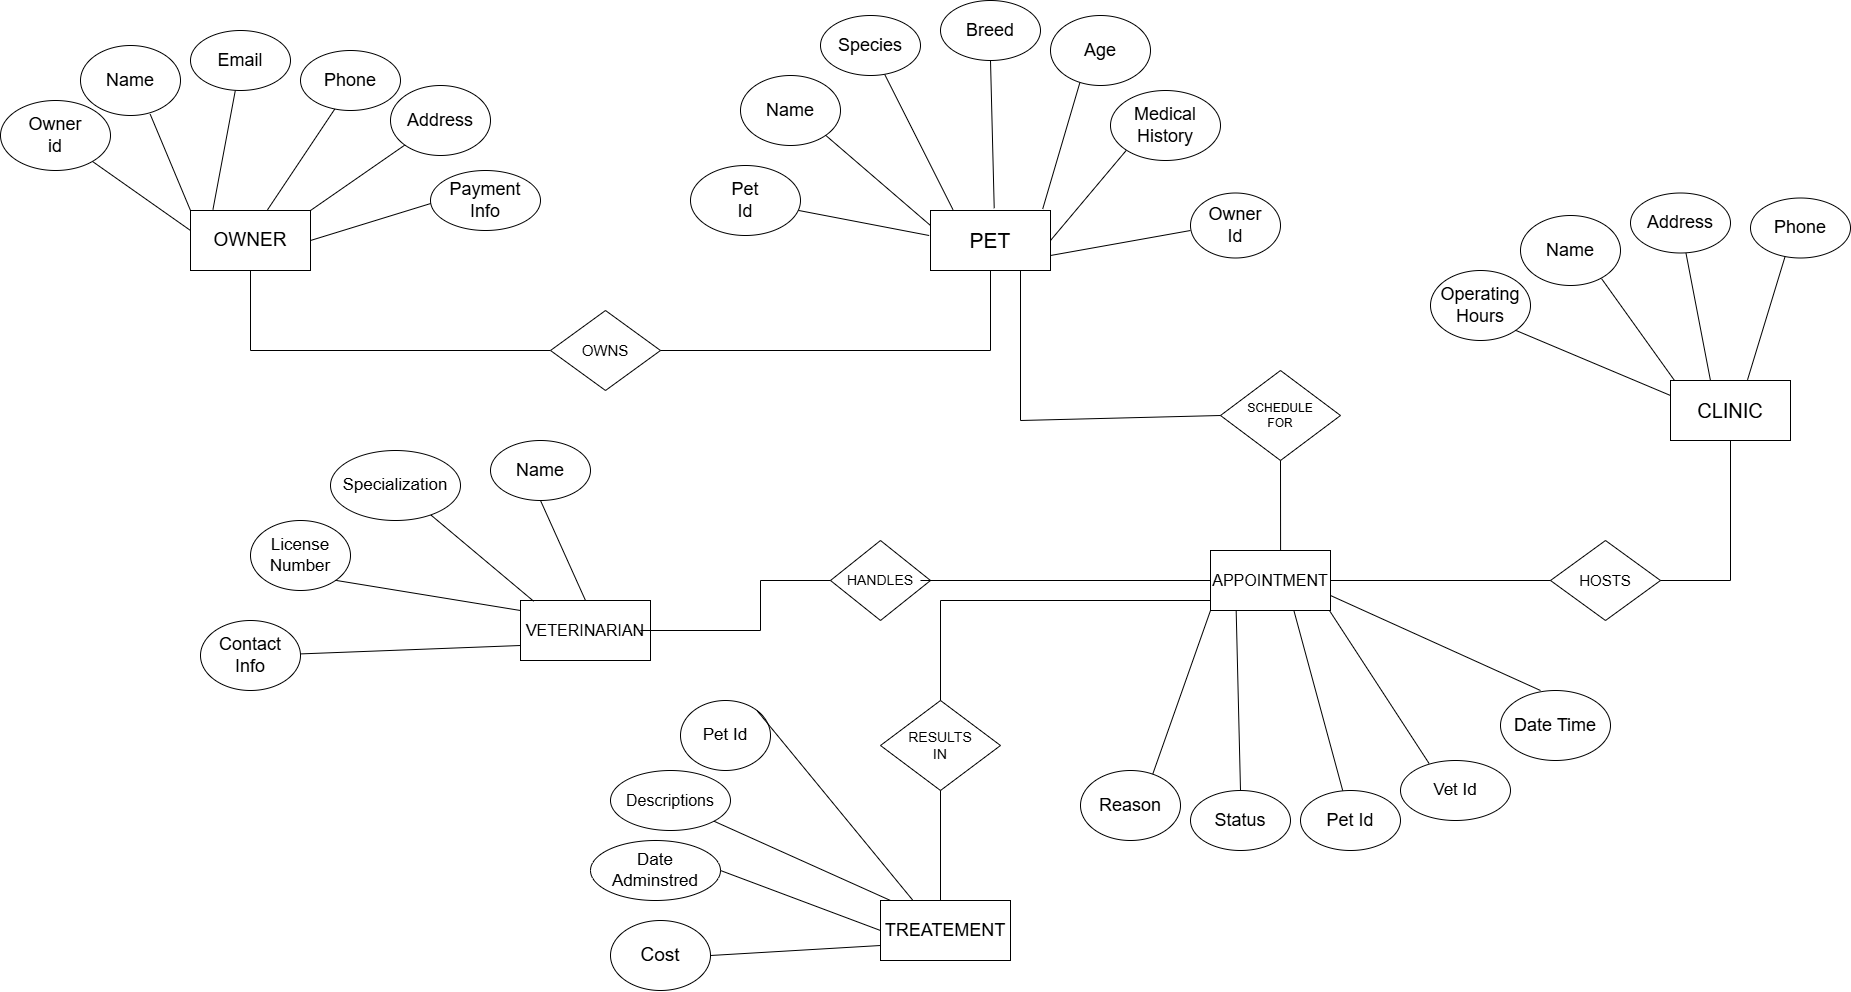 Owner
id
Name
Email
Phone
Address
Payment
Info
OWNER
Pet
Id
Name
Species
Breed
Age
Medical
History
Owner
Id
PET
Operating
Hours
Name
Address
Phone
CLINIC
OWNS
SCHEDULE
FOR
Contact
Info
License
Number
Specialization
Name
VETERINARIAN
HANDLES
APPOINTMENT
HOSTS
Reason
Status
Pet Id
Vet Id
Date Time
RESULTS
IN
Pet Id
Descriptions
Date
Adminstred
Cost
TREATEMENT